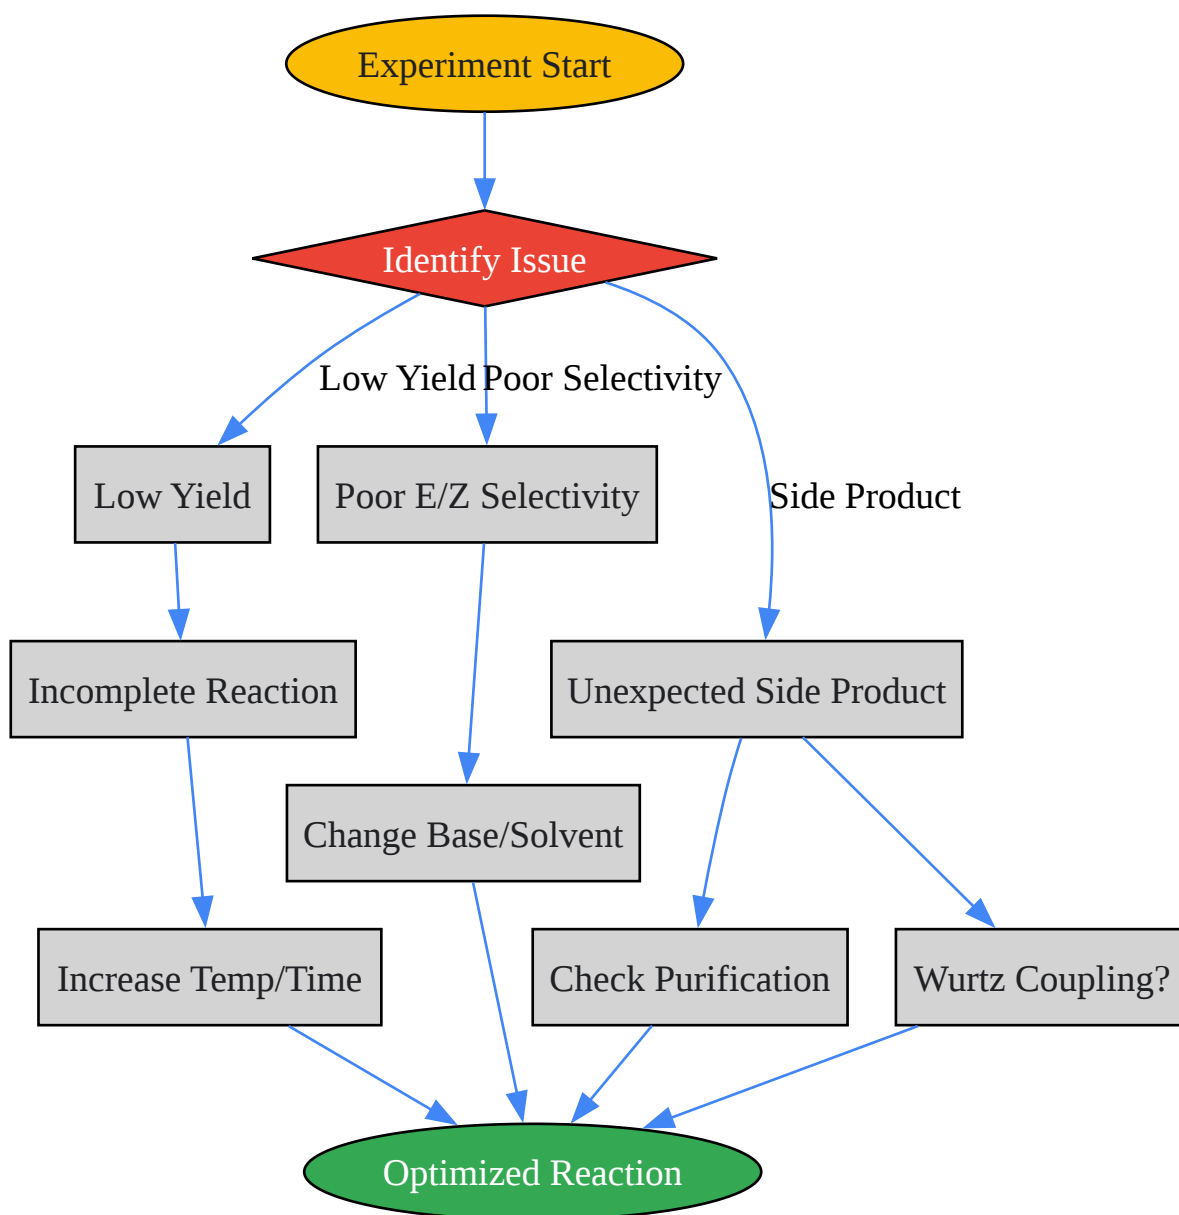 Experiment Start
Identify Issue
Low Yield
Poor Selectivity
Low Yield
Poor E/Z Selectivity
Side Product
Incomplete Reaction
Unexpected Side Product
Change Base/Solvent
Increase Temp/Time
Check Purification
Wurtz Coupling?
Optimized Reaction